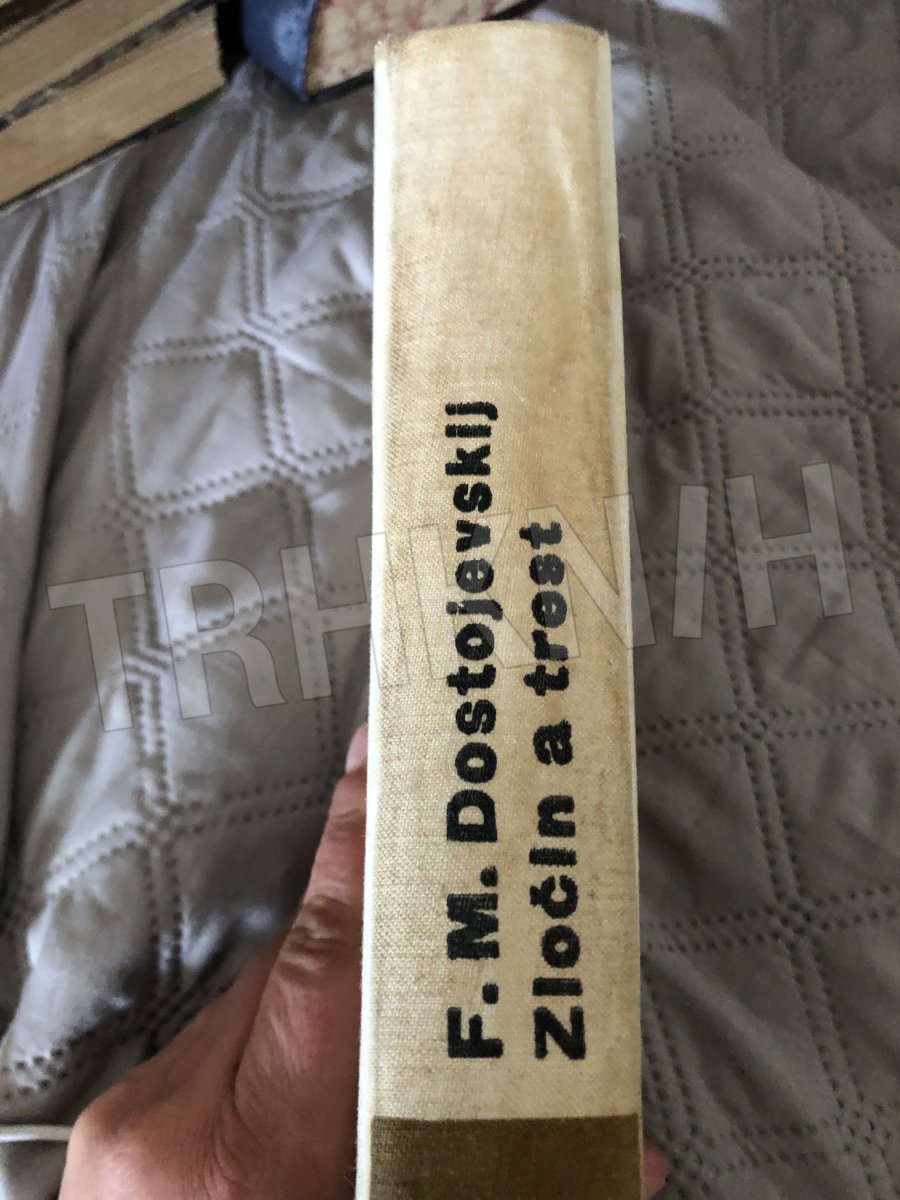 F. M. Dostojevskij
Zločin a trest
TRHKNIH